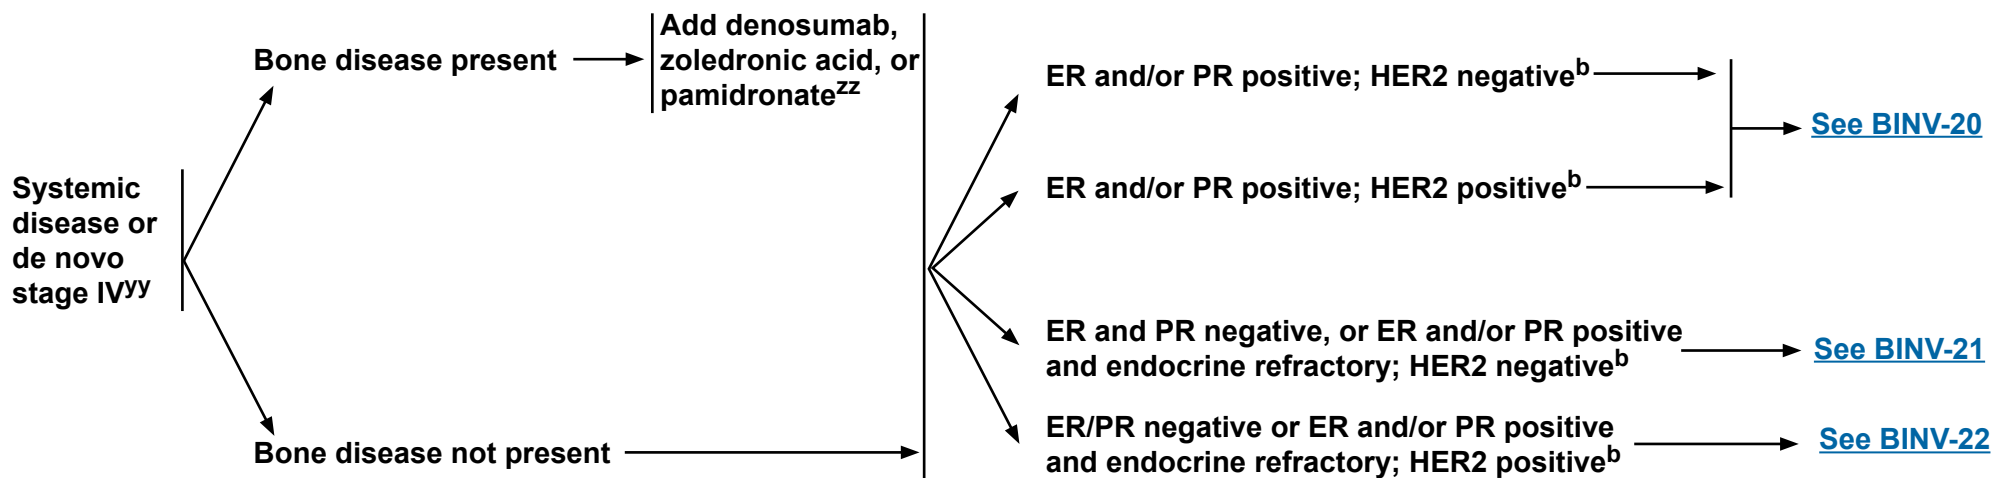 Systemic
disease or
de novo
stage IVyy
Bone disease present
Add denosumab,
zoledronic acid, or
pamidronatezz
Bone disease not present
ER and/or PR positive; HER2 negativeb
ER and/or PR positive; HER2 positiveb
See BINV-20
ER and PR negative, or ER and/or PR positive
and endocrine refractory; HER2 negativeb
See BINV-21
ER/PR negative or ER and/or PR positive
and endocrine refractory; HER2 positiveb
See BINV-22